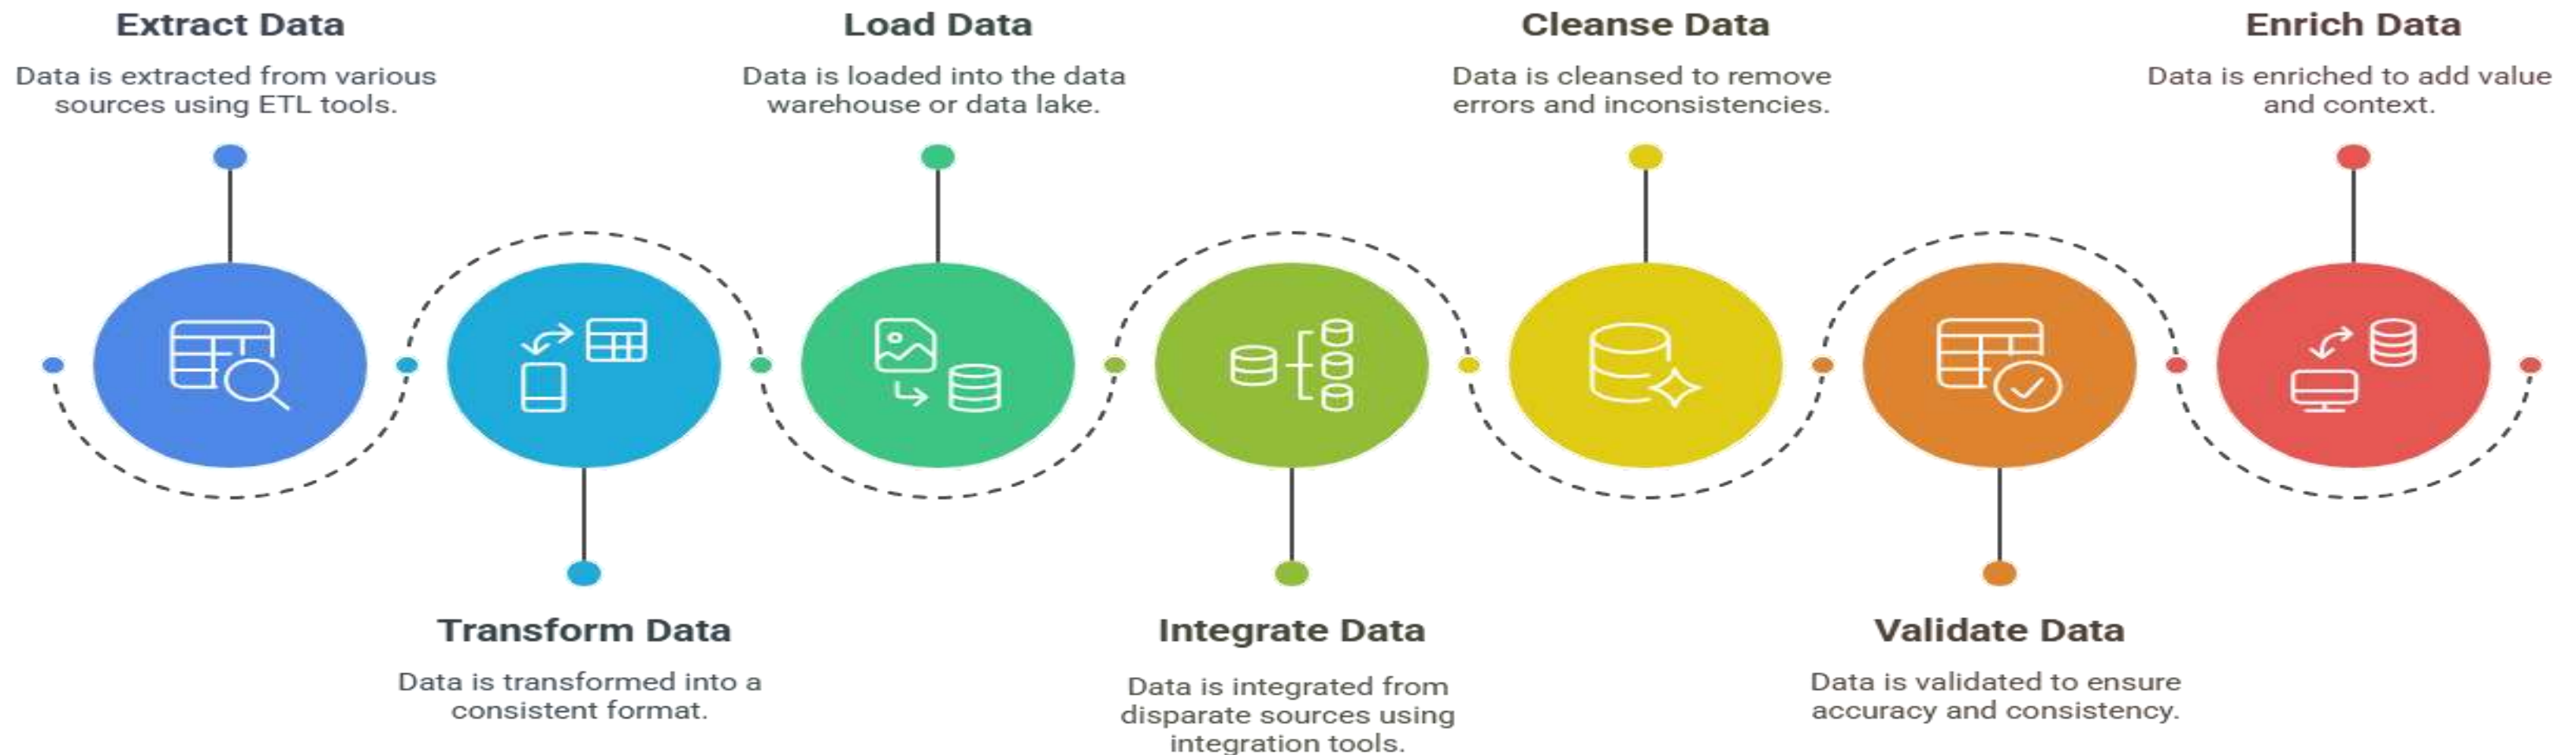 Extract Data
Data is extracted from various
sources using ETL tools.
Transform Data
Data is transformed into a
consistent format.
Load Data
Data is loaded into the data
warehouse or data lake.
Integrate Data
Data is integrated from
disparate sources using
integration tools.
Cleanse Data
Data is cleansed to remove
errors and inconsistencies.
Validate Data
Data is validated to ensure
accuracy and consistency.
Enrich Data
Data is enriched to add value
and context.